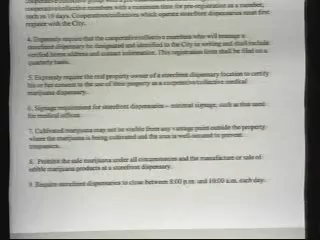 cooperative/collective members with a minimum time for pre-registration as a member,
such as 10 days. Cooperatives/collectives which operate storefront dispensaries must first
register with the City.
4. Expressly require that the cooperative/collective members who will manage a
storefront dispensary be designated and identified to the City in writing and shall include
verified home address and contact information. This registration form shall be filed on a
quarterly basis.
5. Expressly require the real property owner of a storefront dispensary location to certify
his or her consent to the use of their property as a cooperative/collective medical
marijuana dispensary.
6. Signage requirement for storefront dispensaries – minimal signage, such as that used
for medical offices.
7. Cultivated marijuana may not be visible from any vantage point outside the property
where the marijuana is being cultivated and the area is well-secured to prevent
trespassers.
8. Prohibit the sale marijuana under all circumstances and the manufacture or sale of
edible marijuana products at a storefront dispensary.
9. Require storefront dispensaries to close between 8:00 p.m. and 10:00 a.m. each day.